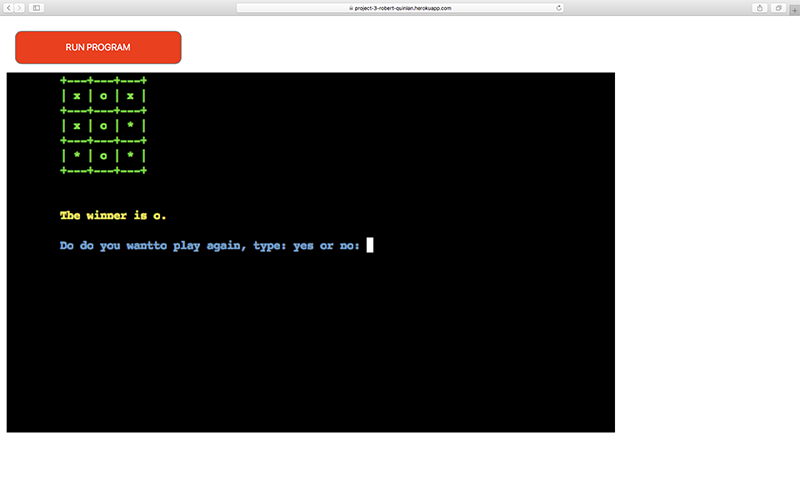 project-3-robert-quinlan.herokuapp.com
RUN PROGRAM
+---+---+---+
| x | o | x |
+---+---+---+
| x | o | * |
+---+---+---+
| * | o | * |
+---+---+---+
The winner is o.
Do do you wantto play again, type: yes or no: